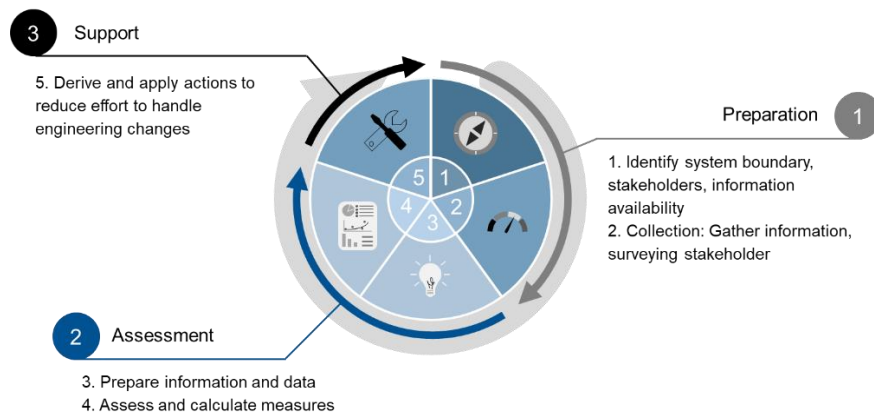 3 Support
5. Derive and apply actions to
reduce effort to handle
engineering changes
Preparation 1
1. Identify system boundary,
stakeholders, information
availability
2. Collection: Gather information,
surveying stakeholder
5 1
4 2
3
2 Assessment
3. Prepare information and data
4. Assess and calculate measures